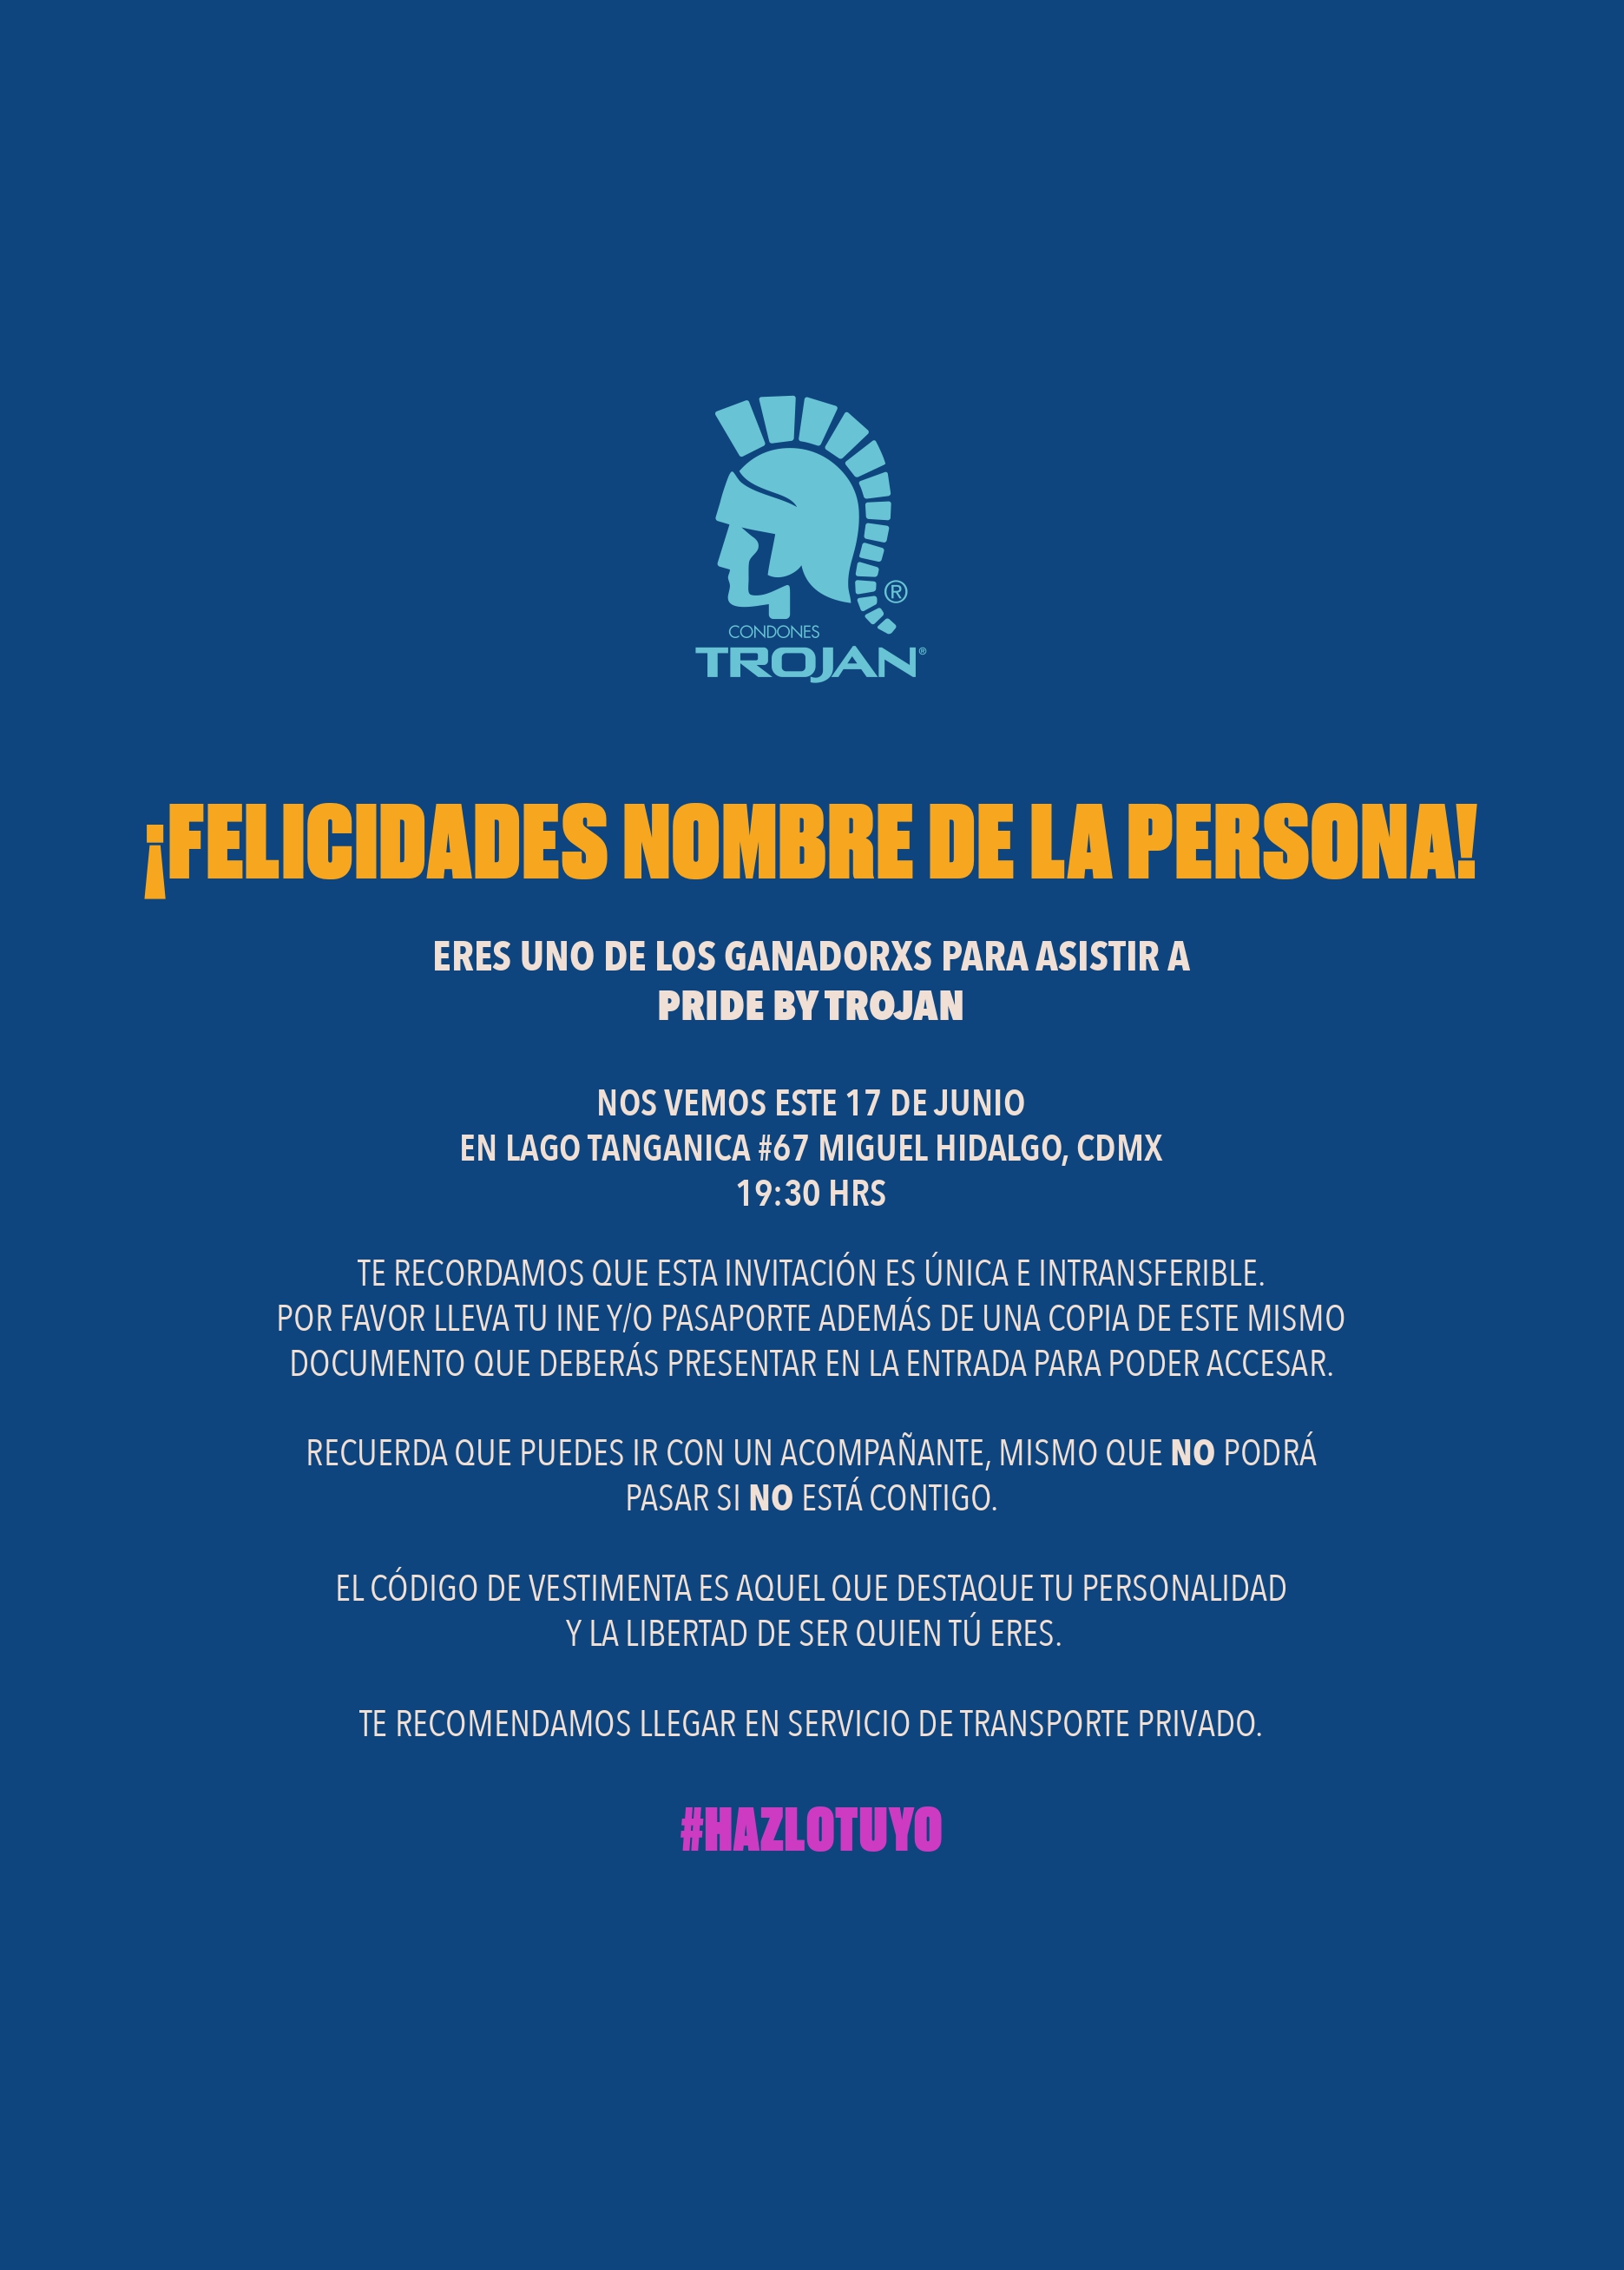 ®
CONDONES
TROJAN®
¡FELICIDADES NOMBRE DE LA PERSONA!
ERES UNO DE LOS GANADORXS PARA ASISTIR A
PRIDE BY TROJAN
NOS VEMOS ESTE 17 DE JUNIO
EN LAGO TANGANICA #67 MIGUEL HIDALGO, CDMX
19:30 HRS
TE RECORDAMOS QUE ESTA INVITACIÓN ES ÚNICA E INTRANSFERIBLE.
POR FAVOR LLEVA TU INE Y/O PASAPORTE ADEMÁS DE UNA COPIA DE ESTE MISMO
DOCUMENTO QUE DEBERÁS PRESENTAR EN LA ENTRADA PARA PODER ACCESAR.
RECUERDA QUE PUEDES IR CON UN ACOMPAÑANTE, MISMO QUE NO PODRÁ
PASAR SI NO ESTÁ CONTIGO.
EL CÓDIGO DE VESTIMENTA ES AQUEL QUE DESTAQUE TU PERSONALIDAD
Y LA LIBERTAD DE SER QUIEN TÚ ERES.
TE RECOMENDAMOS LLEGAR EN SERVICIO DE TRANSPORTE PRIVADO.
#HAZLOTUYO